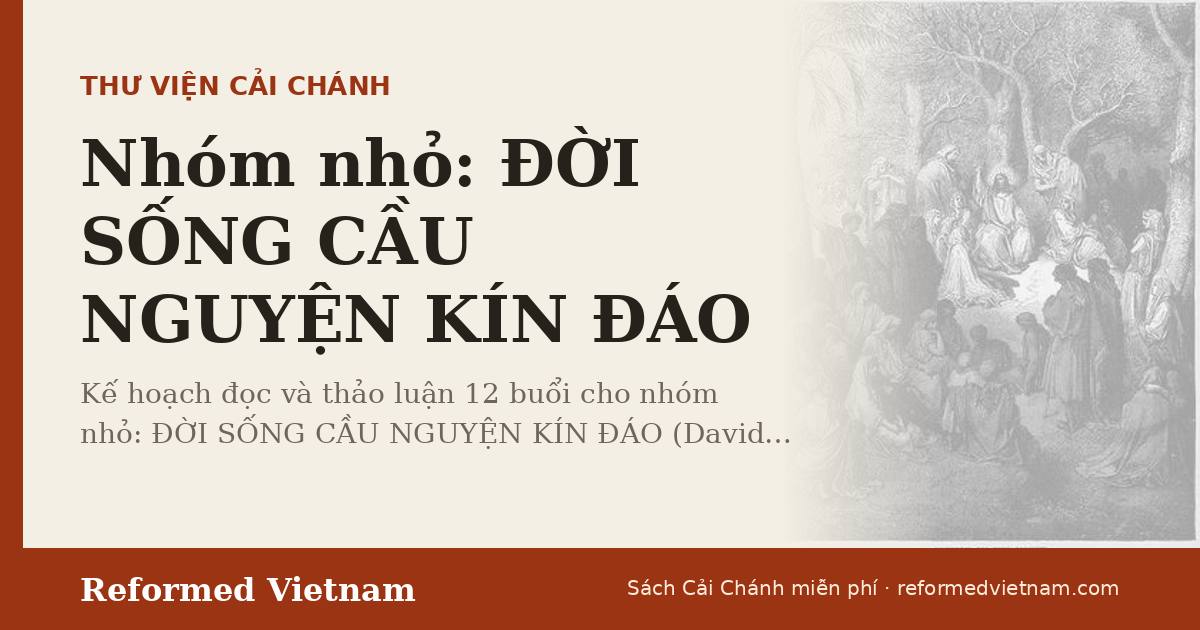 THƯ VIỆN CẢI CHÁNH
Nhóm nhỏ: ĐỜI
SỐNG CẦU
NGUYỆN KÍN ĐÁO
Kế hoạch đọc và thảo luận 12 buổi cho nhóm
nhỏ: ĐỜI SỐNG CẦU NGUYỆN KÍN ĐÁO (David...
Reformed Vietnam
Sách Cải Chánh miễn phí · reformedvietnam.com